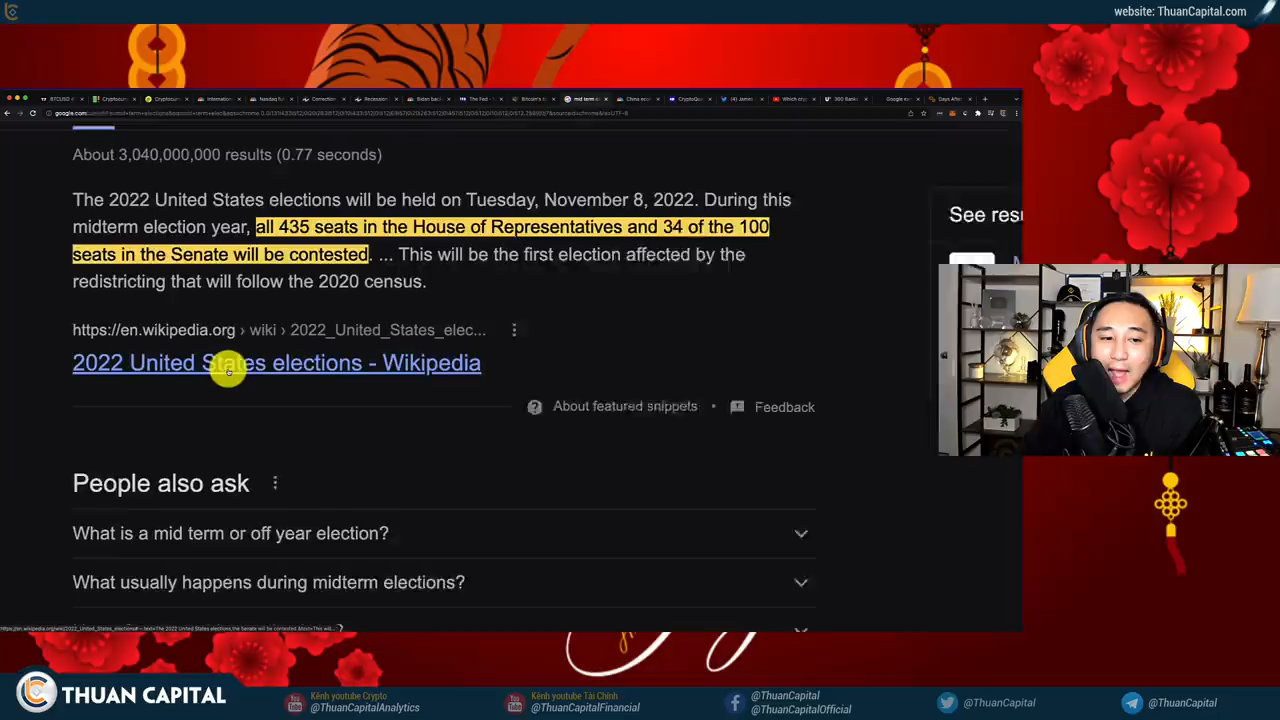 website: ThuanCapital.com
About 3,040,000,000 results (0.77 seconds)
The 2022 United States elections will be held on Tuesday, November 8, 2022. During this
midterm election year, all 435 seats in the House of Representatives and 34 of the 100
seats in the Senate will be contested. ... This will be the first election affected by the
redistricting that will follow the 2020 census.
See resu
https://en.wikipedia.org › wiki › 2022_United_States_elec...
2022 United States elections - Wikipedia
About featured snippets • Feedback
People also ask
What is a mid term or off year election?
What usually happens during midterm elections?
THUAN CAPITAL
Kênh youtube Crypto
@ThuanCapitalAnalytics
Kênh youtube Tài Chính
@ThuanCapitalFinancial
@ThuanCapital
@ThuanCapitalOfficial
@ThuanCapital
@ThuanCapital